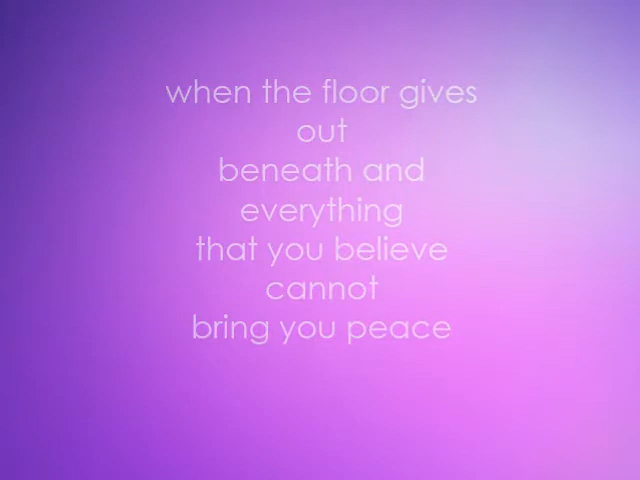 when the floor gives
out
beneath and
everything
that you believe
cannot
bring you peace